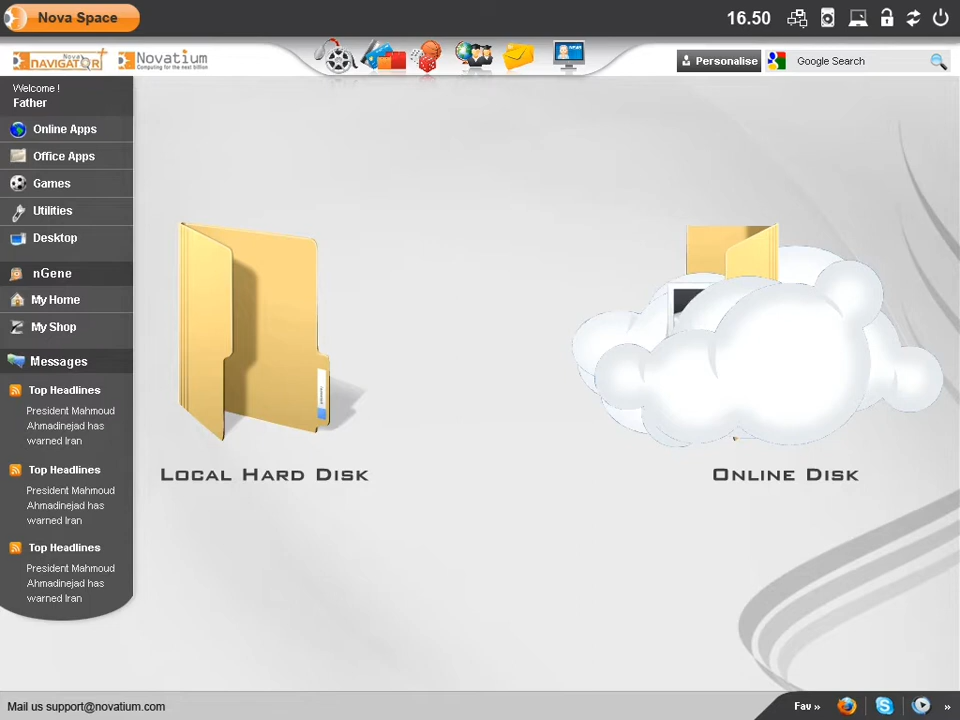 Nova Space
16.50
Nova
NAVIGATOR
Novatium
Computing for the next billion
NEWS
Personalise
Google Search
Welcome !
Father
Online Apps
Office Apps
Games
Utilities
Desktop
nGene
My Home
My Shop
Messages
Top Headlines
President Mahmoud
Ahmadinejad has
warned Iran
Top Headlines
President Mahmoud
Ahmadinejad has
warned Iran
Top Headlines
President Mahmoud
Ahmadinejad has
warned Iran
Local Hard Disk
Online Disk
Mail us support@novatium.com
Fav »
»